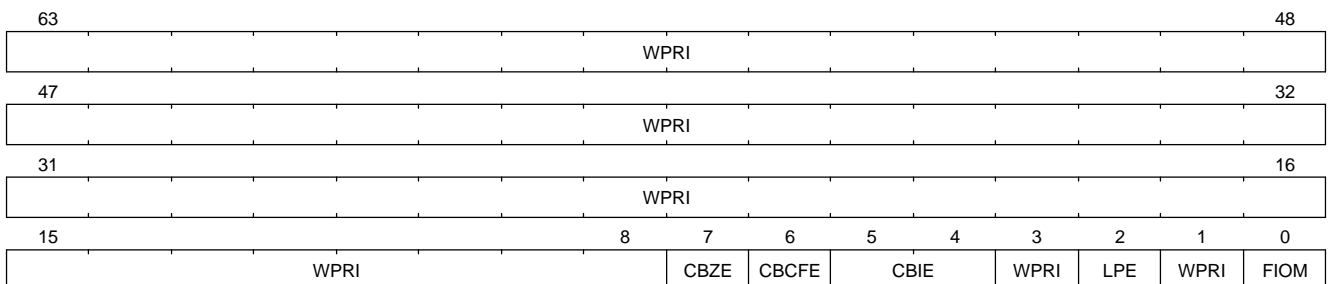 63 48
WPRI
47 32
WPRI
31 16
WPRI
15 8 7 6 5 4 3 2 1 0
WPRI CBZE CBCFE CBIE WPRI LPE WPRI FIOM